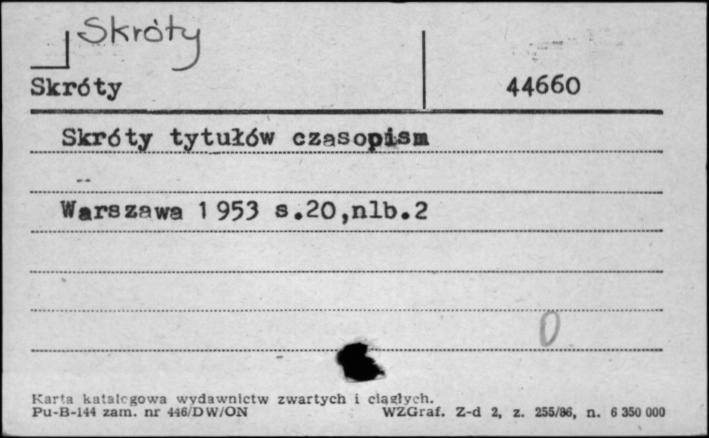 Skróty
Skróty 44660
Skróty tytułów czasopism
Warszawa 1953 s.20,nlb.2
0
Karta katalogowa wydawnictw zwartych i ciągłych.
Pu-B-144 zam. nr 446/DW/ON WZGraf. Z-d 2, z. 255/86, n. 6 350 000